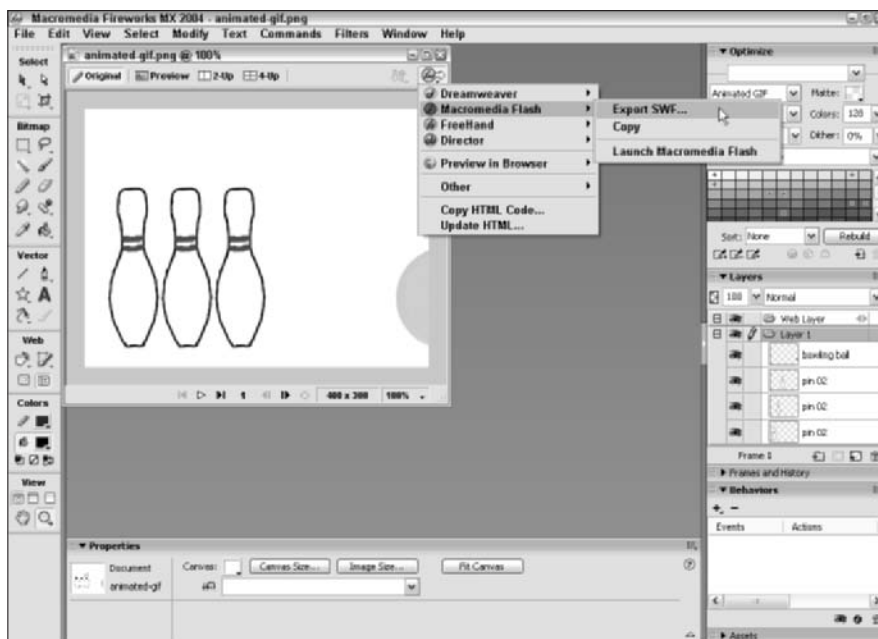 Macromedia Fireworks MX 2004 - animated-gif.png
File Edit View Select Modify Text Commands Filters Window Help
Select
Bitmap
Vector
A
Web
Colors
View
animated-gif.png @ 100%
Original Preview 2-Up 4-Up
Dreamweaver
Macromedia Flash
FreeHand
Director
Preview in Browser
Other
Copy HTML Code...
Update HTML...
Export SWF...
Copy
Launch Macromedia Flash
1 400 x 300 100%
Optimize
Animated GIF Matte:
Colors: 128
Dither: 0%
Sort: None Rebuild
Layers
100 Normal
Web Layer
Layer 1
bowling ball
pin 02
pin 02
pin 02
Frame 1
Frames and History
Behaviors
Events Actions
Assets
Properties
Document
animated-gif
Canvas: Canvas Size... Image Size... Fit Canvas